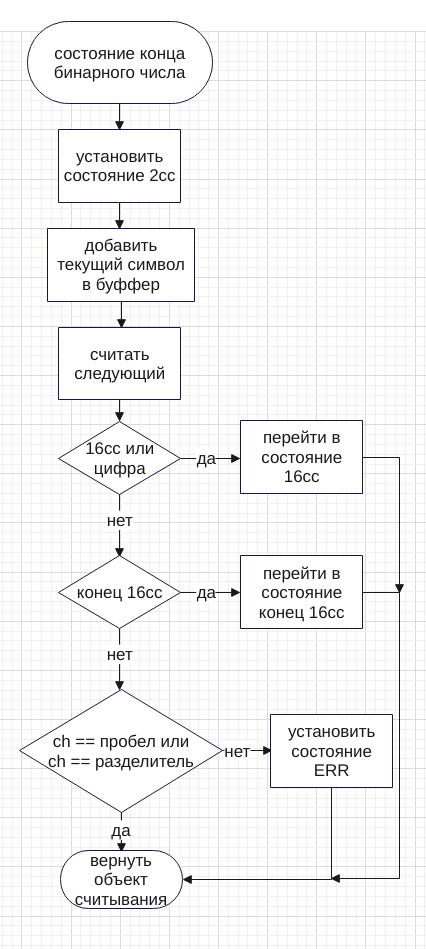 состояние конца
бинарного числа
установить
состояние 2сс
добавить
текущий символ
в буффер
считать
следующий
16сс или
цифра
да
перейти в
состояние
16сс
нет
конец 16сс
да
перейти в
состояние
конец 16сс
нет
ch == пробел или
ch == разделитель
нет
установить
состояние
ERR
да
вернуть
объект
считывания